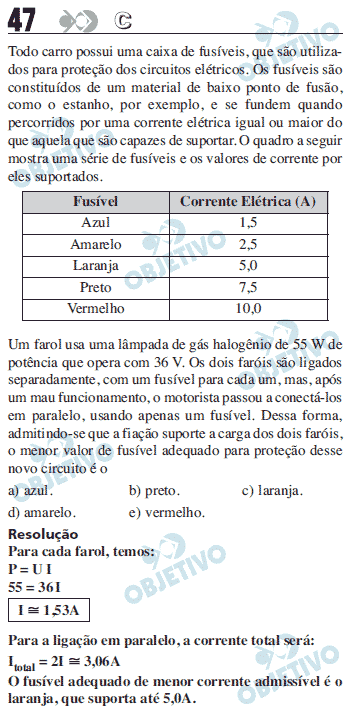 47 C
Todo carro possui uma caixa de fusíveis, que são utiliza-
dos para proteção dos circuitos elétricos. Os fusíveis são
constituídos de um material de baixo ponto de fusão,
como o estanho, por exemplo, e se fundem quando
percorridos por uma corrente elétrica igual ou maior do
que aquela que são capazes de suportar. O quadro a seguir
mostra uma série de fusíveis e os valores de corrente por
eles suportados.
Fusível Corrente Elétrica (A)
Azul 1,5
Amarelo 2,5
Laranja 5,0
Preto 7,5
Vermelho 10,0
Um farol usa uma lâmpada de gás halogênio de 55 W de
potência que opera com 36 V. Os dois faróis são ligados
separadamente, com um fusível para cada um, mas, após
um mau funcionamento, o motorista passou a conectá-los
em paralelo, usando apenas um fusível. Dessa forma,
admitindo-se que a fiação suporte a carga dos dois faróis,
o menor valor de fusível adequado para proteção desse
novo circuito é o
a) azul. b) preto. c) laranja.
d) amarelo. e) vermelho.
Resolução
Para cada farol, temos:
P = U I
55 = 36 I
I ≅ 1,53A
Para a ligação em paralelo, a corrente total será:
Itotal = 2I ≅ 3,06A
O fusível adequado de menor corrente admissível é o
laranja, que suporta até 5,0A.
OBJETIVO
OBJETIVO
OBJETIVO
OBJETIVO
OBJETIVO
OBJETIVO
OBJETIVO